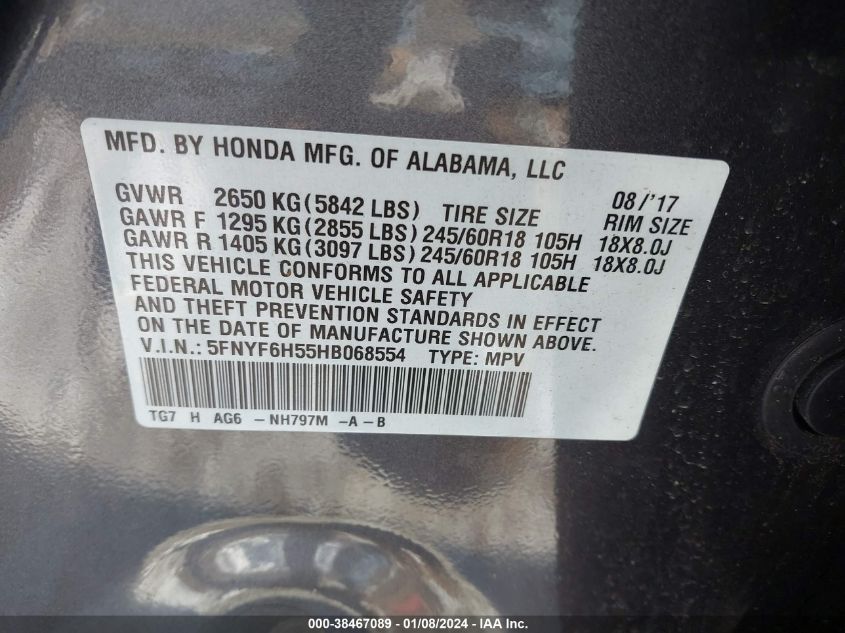 MFD. BY HONDA MFG. OF ALABAMA, LLC
GVWR 2650 KG (5842 LBS) TIRE SIZE 08/'17 RIM SIZE
GAWR F 1295 KG (2855 LBS) 245/60R18 105H 18X8.0J
GAWR R 1405 KG (3097 LBS) 245/60R18 105H 18X8.0J
THIS VEHICLE CONFORMS TO ALL APPLICABLE
FEDERAL MOTOR VEHICLE SAFETY
AND THEFT PREVENTION STANDARDS IN EFFECT
ON THE DATE OF MANUFACTURE SHOWN ABOVE.
V.I.N.: 5FNYF6H55HB068554 TYPE: MPV
TG7 H AG6 -NH797M -A-B
000-38467089 - 01/08/2024 - IAA Inc.